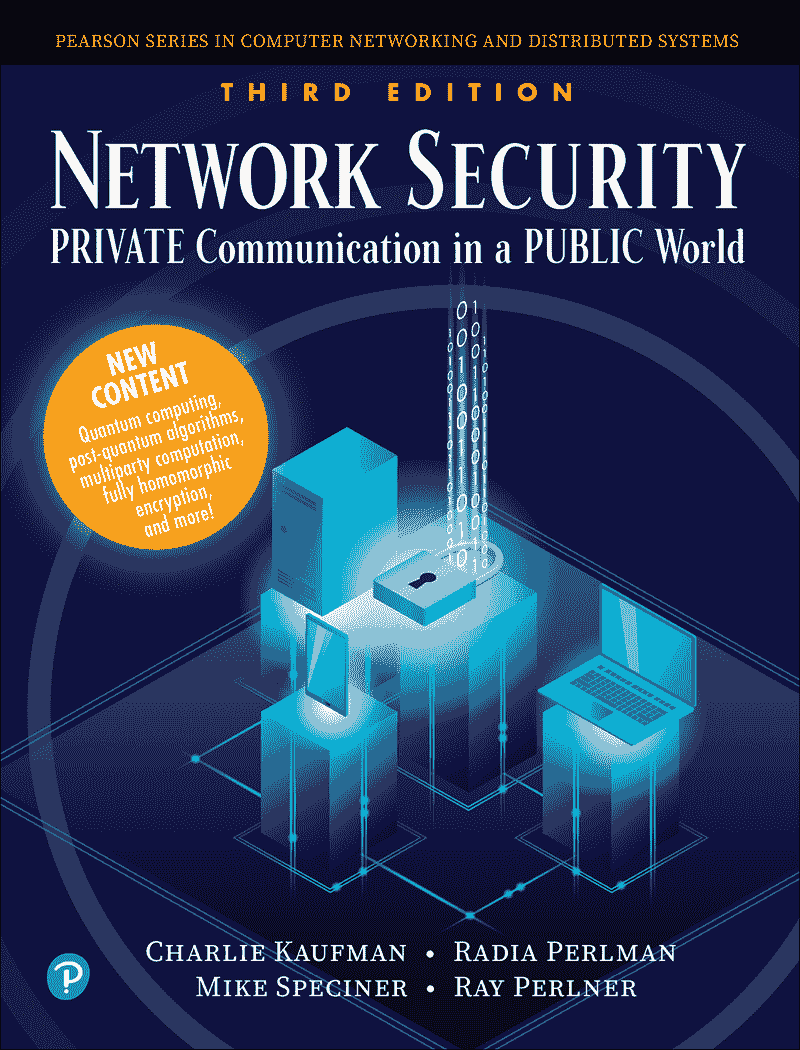 PEARSON SERIES IN COMPUTER NETWORKING AND DISTRIBUTED SYSTEMS
THIRD EDITION
NETWORK SECURITY
PRIVATE Communication in a PUBLIC World
NEW
CONTENT
Quantum computing,
post-quantum algorithms,
multiparty computation,
fully homomorphic
encryption,
and more!
CHARLIE KAUFMAN • RADIA PERLMAN
MIKE SPECINER • RAY PERLNER
P